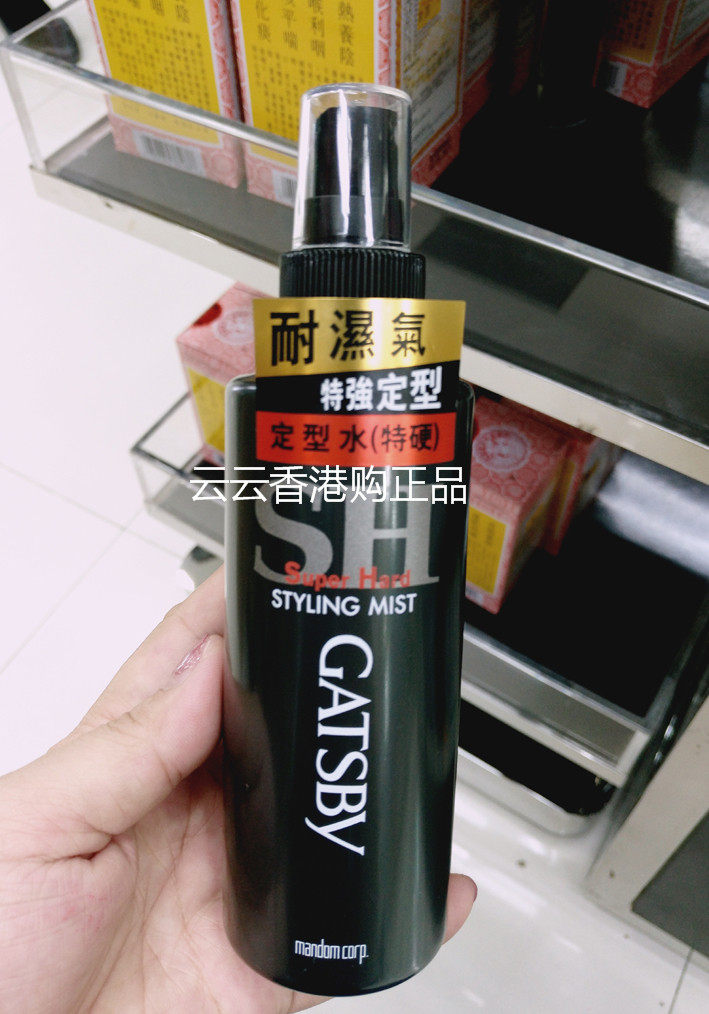 耐濕氣
特強定型
定型水(特硬)
云云香港购正品
SH
Super Hard
STYLING MIST
GATSBY
mandom corp.